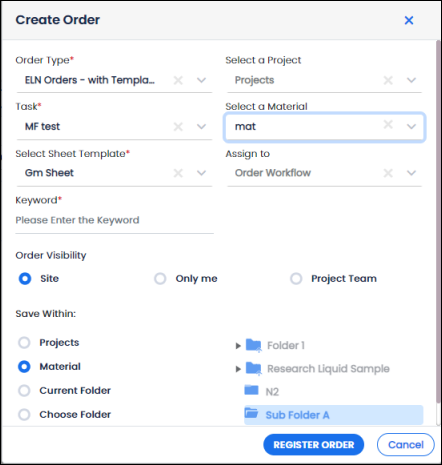 Create Order
Order Type* Select a Project
ELN Orders - with Templa... Projects
Task* Select a Material
MF test mat
Select Sheet Template* Assign to
Gm Sheet Order Workflow
Keyword*
Please Enter the Keyword
Order Visibility
Site Only me Project Team
Save Within:
Projects Folder 1
Material Research Liquid Sample
Current Folder N2
Choose Folder Sub Folder A
REGISTER ORDER Cancel